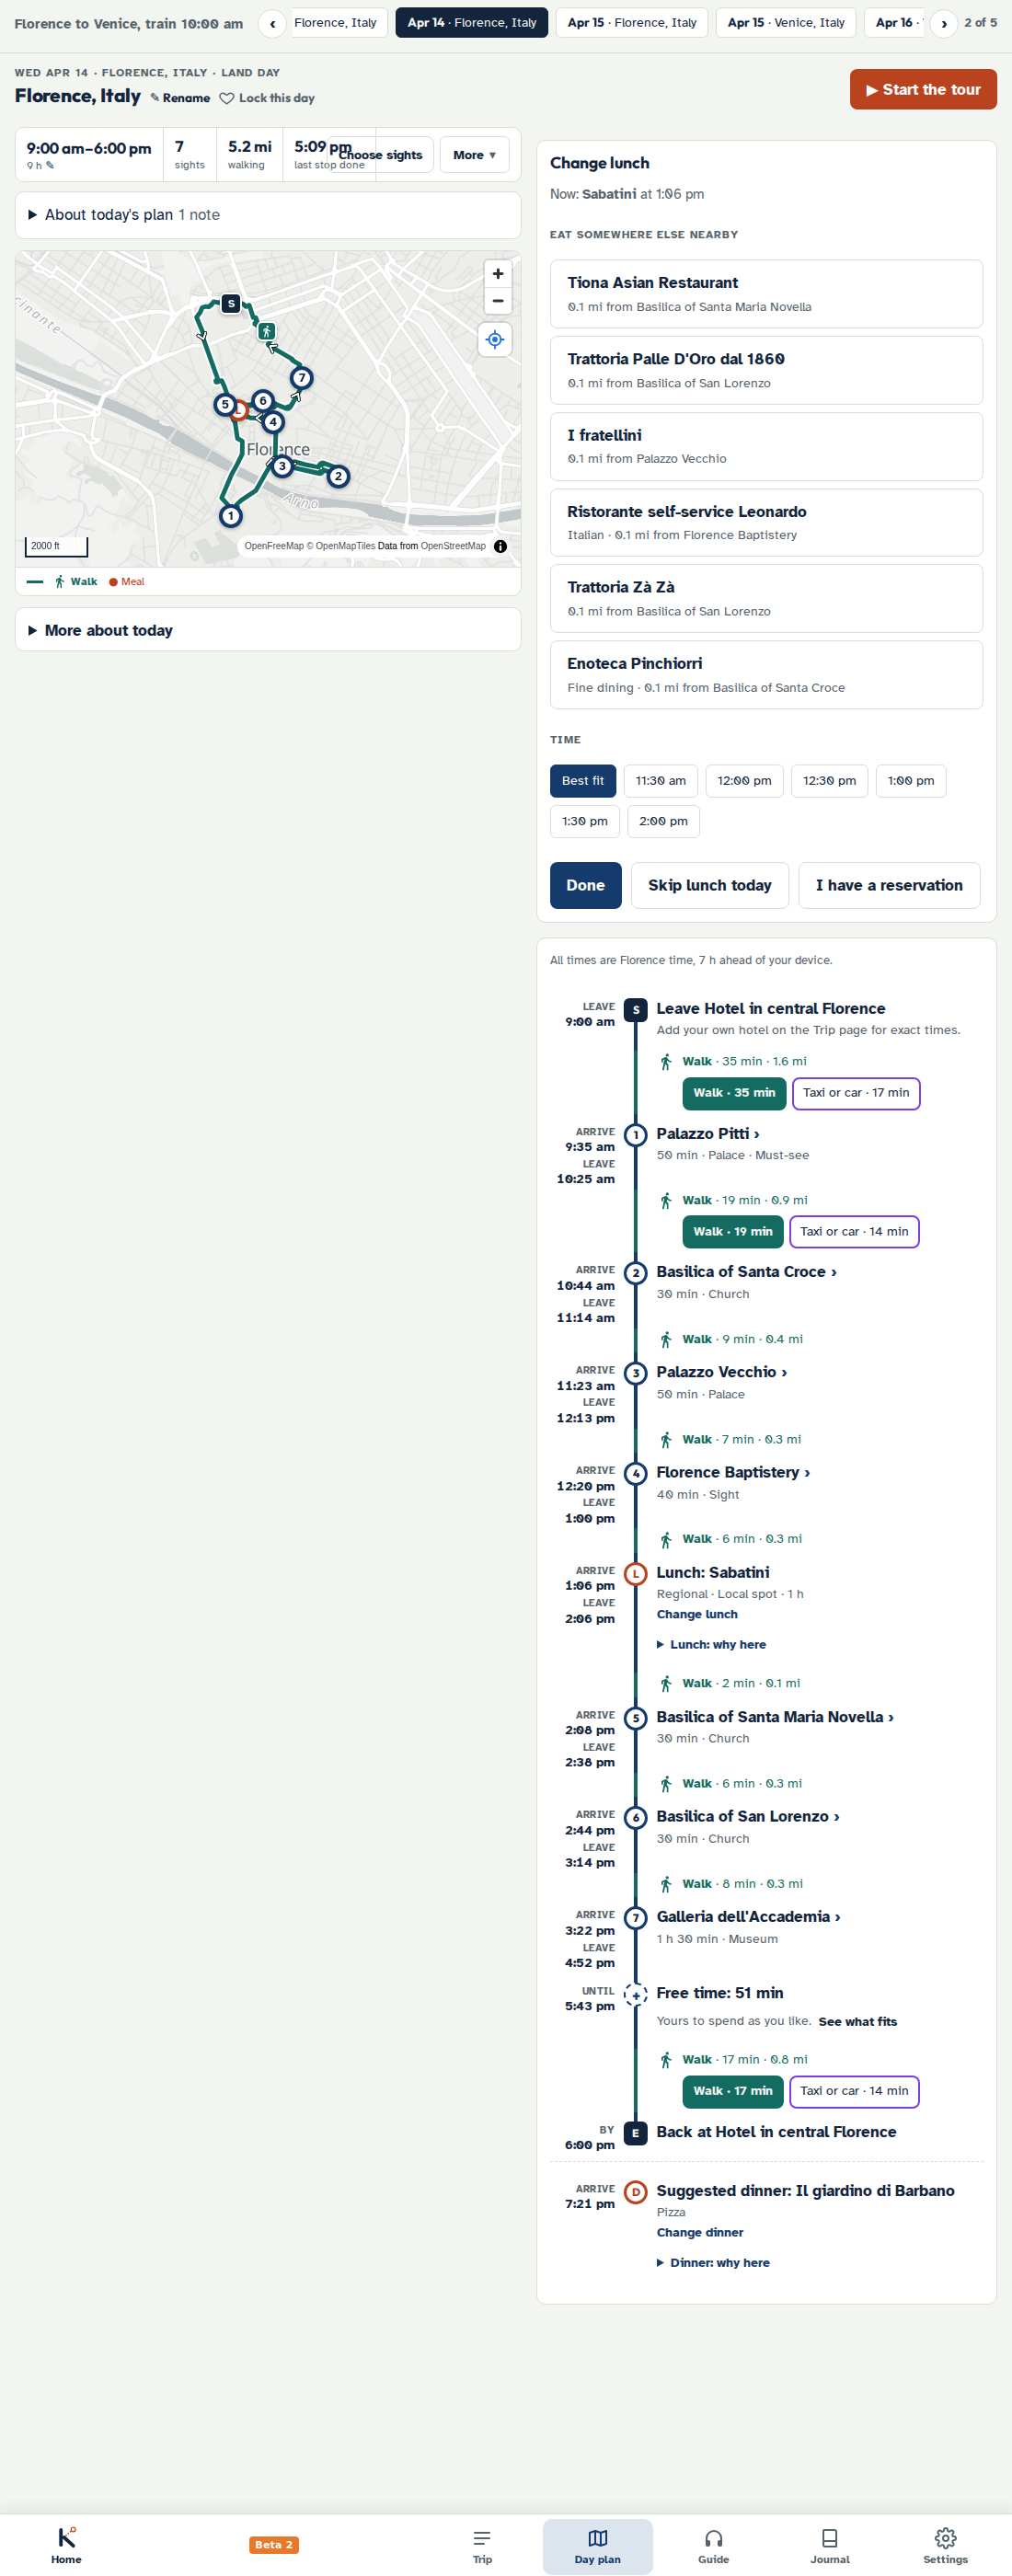 Florence to Venice, train 10:00 am
‹
Florence, Italy
Apr 14 · Florence, Italy
Apr 15 · Florence, Italy
Apr 15 · Venice, Italy
Apr 16 ·
›
2 of 5
WED APR 14 · FLORENCE, ITALY · LAND DAY
Florence, Italy
✎ Rename
Lock this day
▶ Start the tour
9:00 am–6:00 pm
9 h ✎
7
sights
5.2 mi
walking
5:09 pm
last stop done
Choose sights
More ▾
▶ About today's plan 1 note
cinante
S
7
5
6
4
Florence
3
2
Arno
1
+
−
2000 ft
OpenFreeMap © OpenMapTiles Data from OpenStreetMap
Walk
Meal
▶ More about today
Change lunch
Now: Sabatini at 1:06 pm
EAT SOMEWHERE ELSE NEARBY
Tiona Asian Restaurant
0.1 mi from Basilica of Santa Maria Novella
Trattoria Palle D'Oro dal 1860
0.1 mi from Basilica of San Lorenzo
I fratellini
0.1 mi from Palazzo Vecchio
Ristorante self-service Leonardo
Italian · 0.1 mi from Florence Baptistery
Trattoria Zà Zà
0.1 mi from Basilica of San Lorenzo
Enoteca Pinchiorri
Fine dining · 0.1 mi from Basilica of Santa Croce
TIME
Best fit
11:30 am
12:00 pm
12:30 pm
1:00 pm
1:30 pm
2:00 pm
Done
Skip lunch today
I have a reservation
All times are Florence time, 7 h ahead of your device.
LEAVE
9:00 am
S
Leave Hotel in central Florence
Add your own hotel on the Trip page for exact times.
Walk · 35 min · 1.6 mi
Walk · 35 min
Taxi or car · 17 min
ARRIVE
9:35 am
LEAVE
10:25 am
1
Palazzo Pitti ›
50 min · Palace · Must-see
Walk · 19 min · 0.9 mi
Walk · 19 min
Taxi or car · 14 min
ARRIVE
10:44 am
LEAVE
11:14 am
2
Basilica of Santa Croce ›
30 min · Church
Walk · 9 min · 0.4 mi
ARRIVE
11:23 am
LEAVE
12:13 pm
3
Palazzo Vecchio ›
50 min · Palace
Walk · 7 min · 0.3 mi
ARRIVE
12:20 pm
LEAVE
1:00 pm
4
Florence Baptistery ›
40 min · Sight
Walk · 6 min · 0.3 mi
ARRIVE
1:06 pm
LEAVE
2:06 pm
L
Lunch: Sabatini
Regional · Local spot · 1 h
Change lunch
▶ Lunch: why here
Walk · 2 min · 0.1 mi
ARRIVE
2:08 pm
LEAVE
2:38 pm
5
Basilica of Santa Maria Novella ›
30 min · Church
Walk · 6 min · 0.3 mi
ARRIVE
2:44 pm
LEAVE
3:14 pm
6
Basilica of San Lorenzo ›
30 min · Church
Walk · 8 min · 0.3 mi
ARRIVE
3:22 pm
LEAVE
4:52 pm
7
Galleria dell'Accademia ›
1 h 30 min · Museum
UNTIL
5:43 pm
+
Free time: 51 min
Yours to spend as you like. See what fits
Walk · 17 min · 0.8 mi
Walk · 17 min
Taxi or car · 14 min
BY
6:00 pm
E
Back at Hotel in central Florence
ARRIVE
7:21 pm
D
Suggested dinner: Il giardino di Barbano
Pizza
Change dinner
▶ Dinner: why here
Home
Beta 2
Trip
Day plan
Guide
Journal
Settings